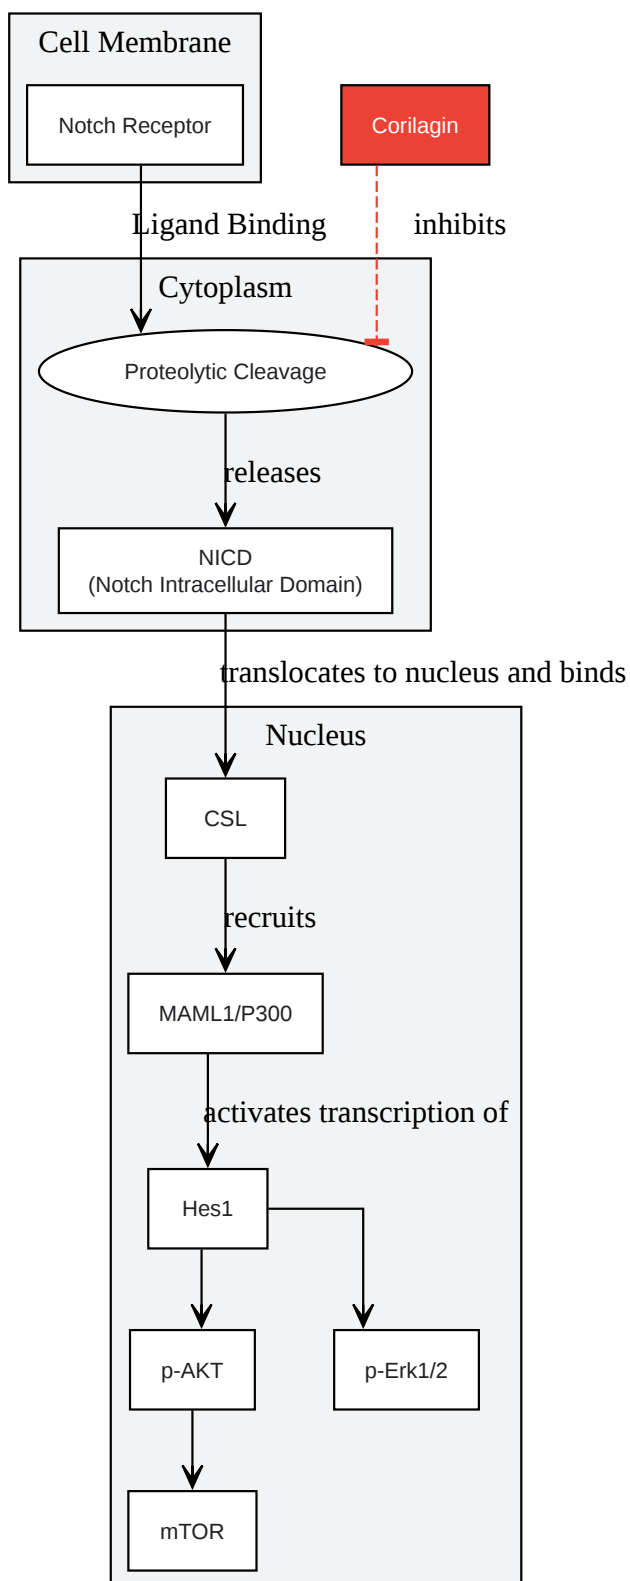 Cell Membrane
Notch Receptor
Corilagin
Ligand Binding
inhibits
Cytoplasm
Proteolytic Cleavage
releases
NICD
(Notch Intracellular Domain)
translocates to nucleus and binds
Nucleus
CSL
recruits
MAML1/P300
activates transcription of
Hes1
p-AKT
p-Erk1/2
mTOR